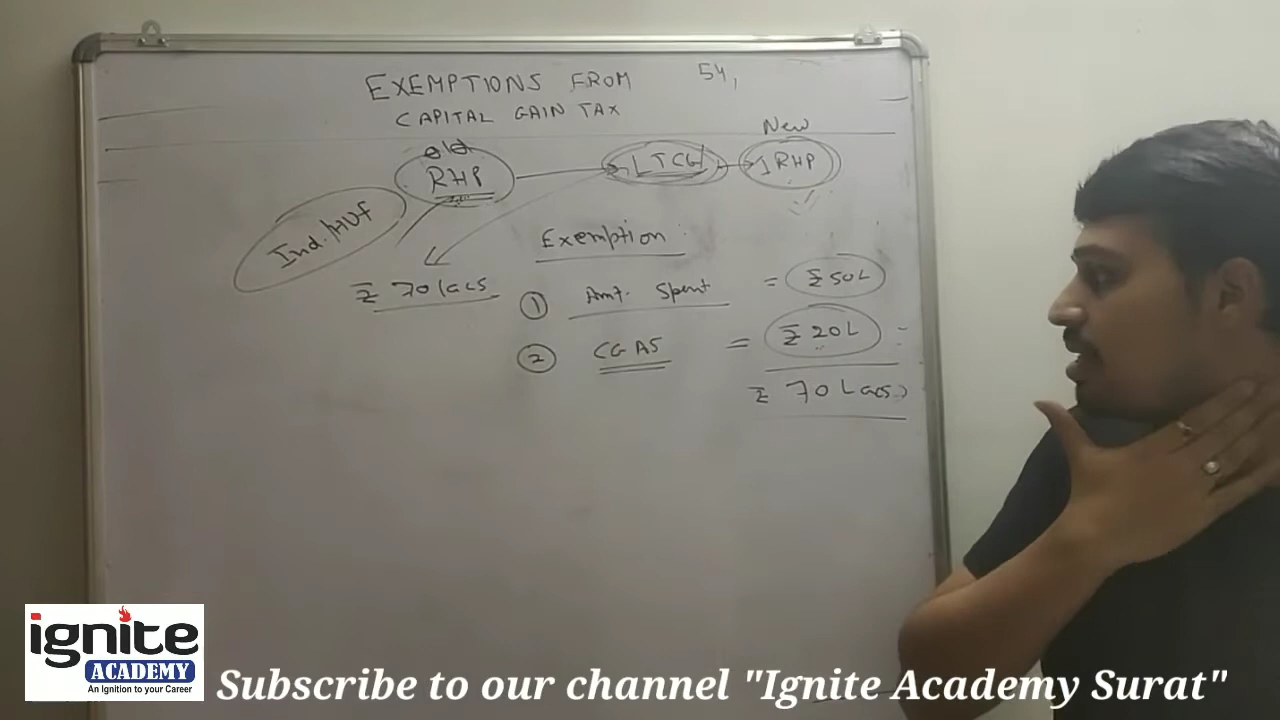 EXEMPTIONS FROM 54,
CAPITAL GAIN TAX
old New
RHP LTCG 1 RHP
Ind./HUF
Exemption
₹ 70 lacs
① Amt. Spent = ₹ 50L
② CGAS = ₹ 20L
₹ 70 Lacs
ignite
ACADEMY
An Ignition to your Career
Subscribe to our channel "Ignite Academy Surat"